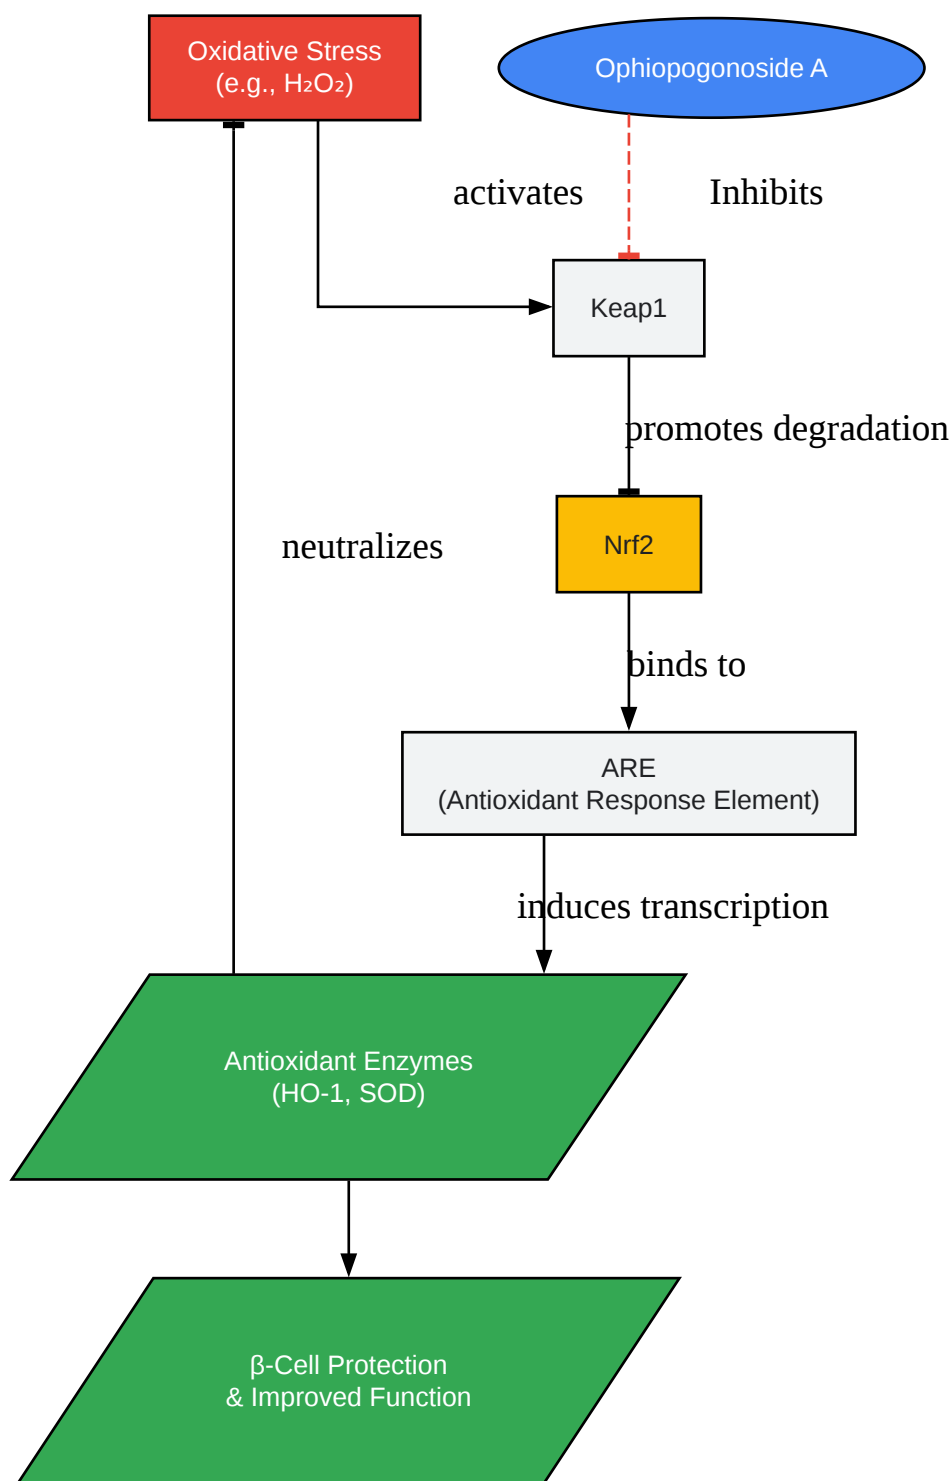 Oxidative Stress
(e.g., H₂O₂)
Ophiopogonoside A
activates
Inhibits
Keap1
promotes degradation
neutralizes
Nrf2
binds to
ARE
(Antioxidant Response Element)
induces transcription
Antioxidant Enzymes
(HO-1, SOD)
β-Cell Protection
& Improved Function